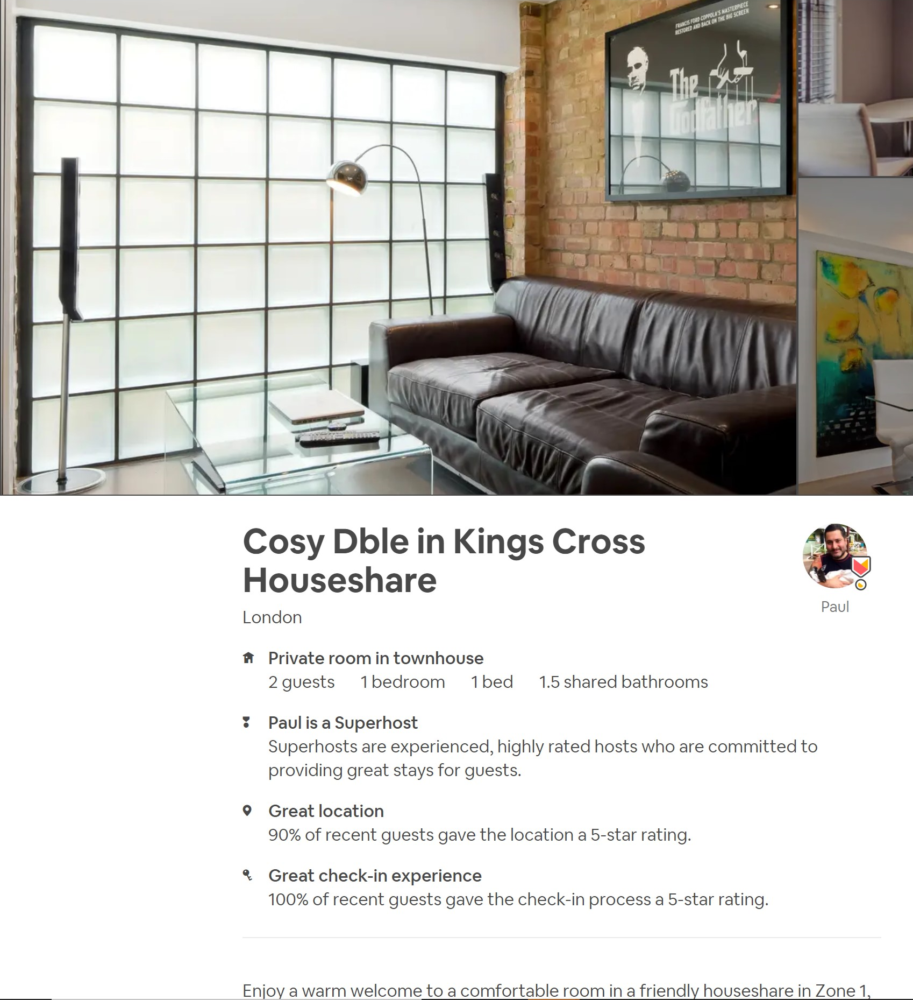 FRANCIS FORD COPPOLA'S MASTERPIECE
RESTORED AND BACK ON THE BIG SCREEN
The
Godfather
Cosy Dble in Kings Cross
Houseshare
Paul
London
Private room in townhouse
2 guests 1 bedroom 1 bed 1.5 shared bathrooms
Paul is a Superhost
Superhosts are experienced, highly rated hosts who are committed to
providing great stays for guests.
Great location
90% of recent guests gave the location a 5-star rating.
Great check-in experience
100% of recent guests gave the check-in process a 5-star rating.
Enjoy a warm welcome to a comfortable room in a friendly houseshare in Zone 1,